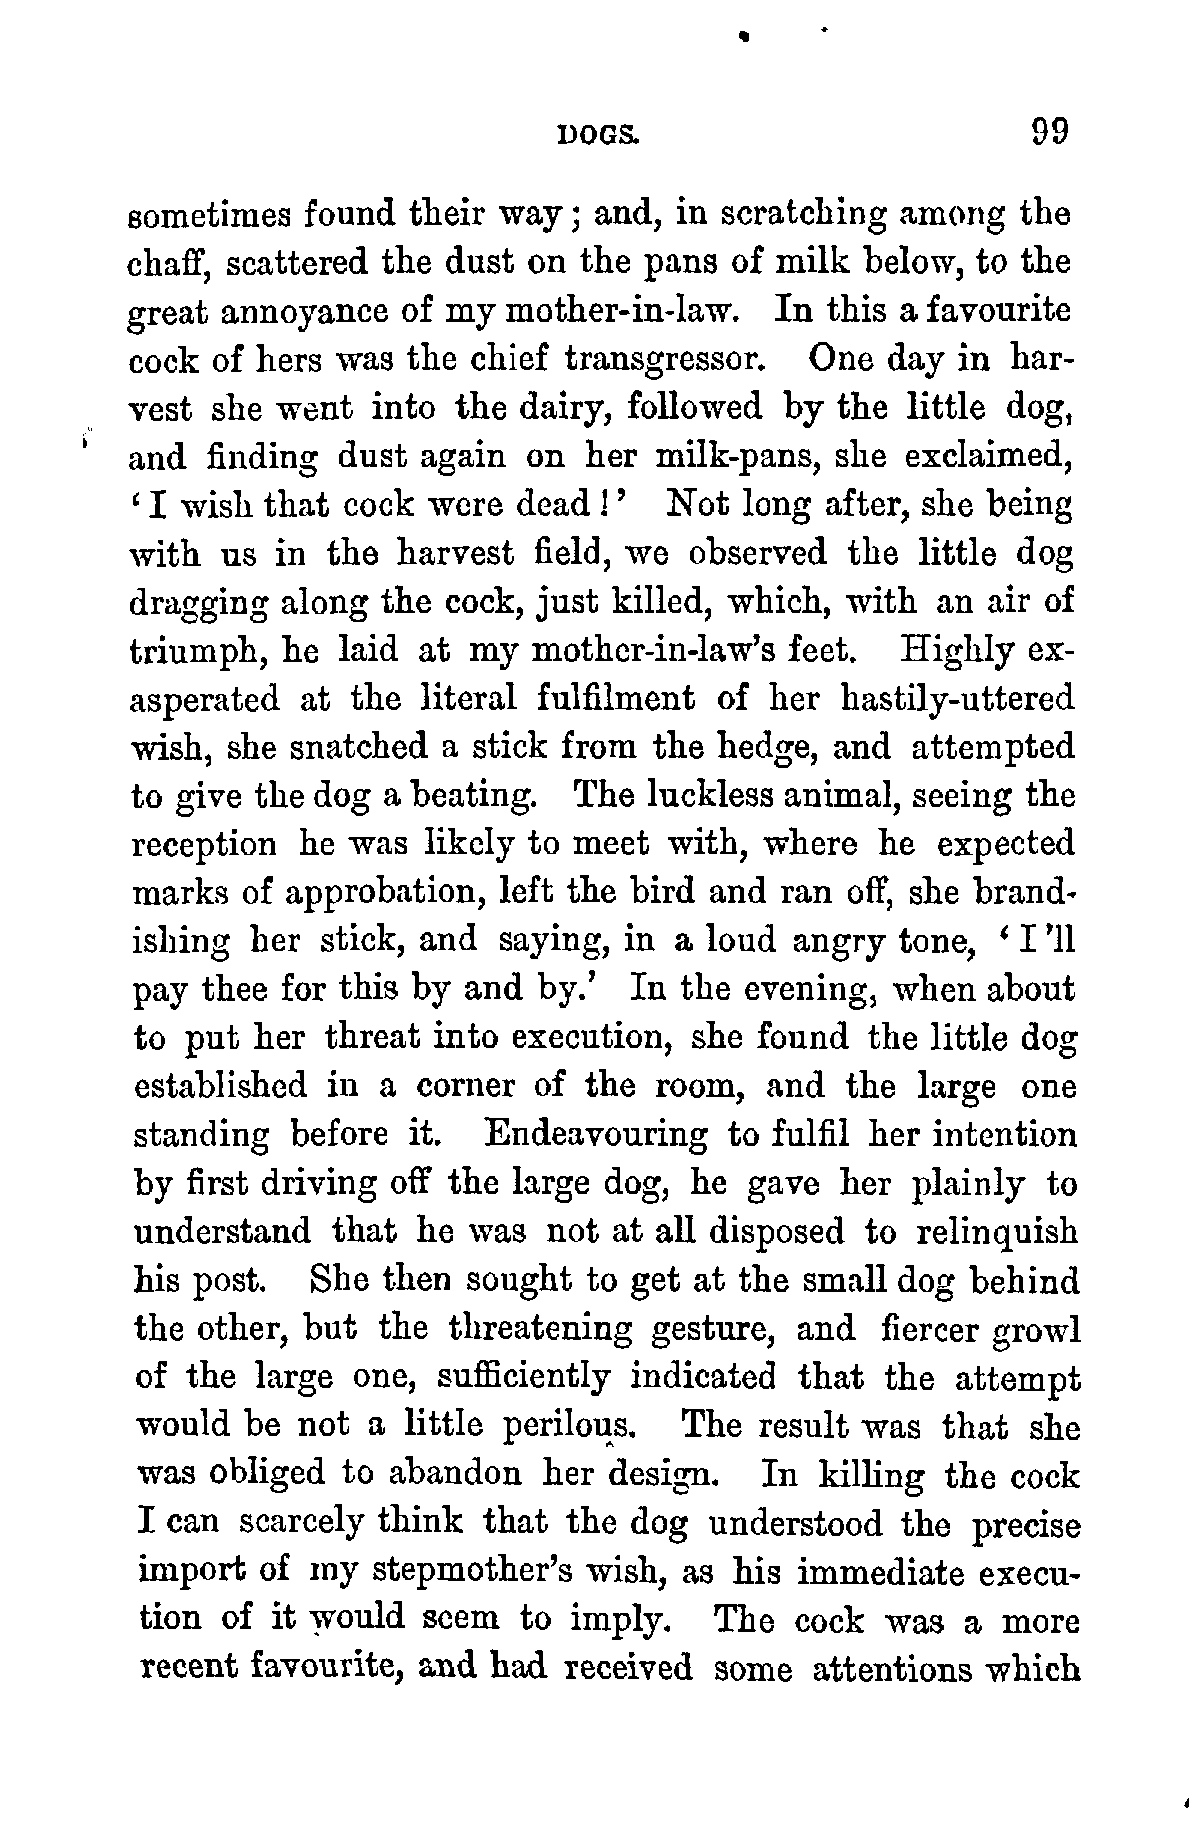 DOGS. 99
sometimes found their way; and, in scratching among the
chaff, scattered the dust on the pans of milk below, to the
great annoyance of my mother-in-law. In this a favourite
cock of hers was the chief transgressor. One day in har-
vest she went into the dairy, followed by the little dog,
and finding dust again on her milk-pans, she exclaimed,
‘I wish that cock were dead!’ Not long after, she being
with us in the harvest field, we observed the little dog
dragging along the cock, just killed, which, with an air of
triumph, he laid at my mother-in-law’s feet. Highly ex-
asperated at the literal fulfilment of her hastily-uttered
wish, she snatched a stick from the hedge, and attempted
to give the dog a beating. The luckless animal, seeing the
reception he was likely to meet with, where he expected
marks of approbation, left the bird and ran off, she brand-
ishing her stick, and saying, in a loud angry tone, ‘I’ll
pay thee for this by and by.’ In the evening, when about
to put her threat into execution, she found the little dog
established in a corner of the room, and the large one
standing before it. Endeavouring to fulfil her intention
by first driving off the large dog, he gave her plainly to
understand that he was not at all disposed to relinquish
his post. She then sought to get at the small dog behind
the other, but the threatening gesture, and fiercer growl
of the large one, sufficiently indicated that the attempt
would be not a little perilous. The result was that she
was obliged to abandon her design. In killing the cock
I can scarcely think that the dog understood the precise
import of my stepmother’s wish, as his immediate execu-
tion of it would seem to imply. The cock was a more
recent favourite, and had received some attentions which